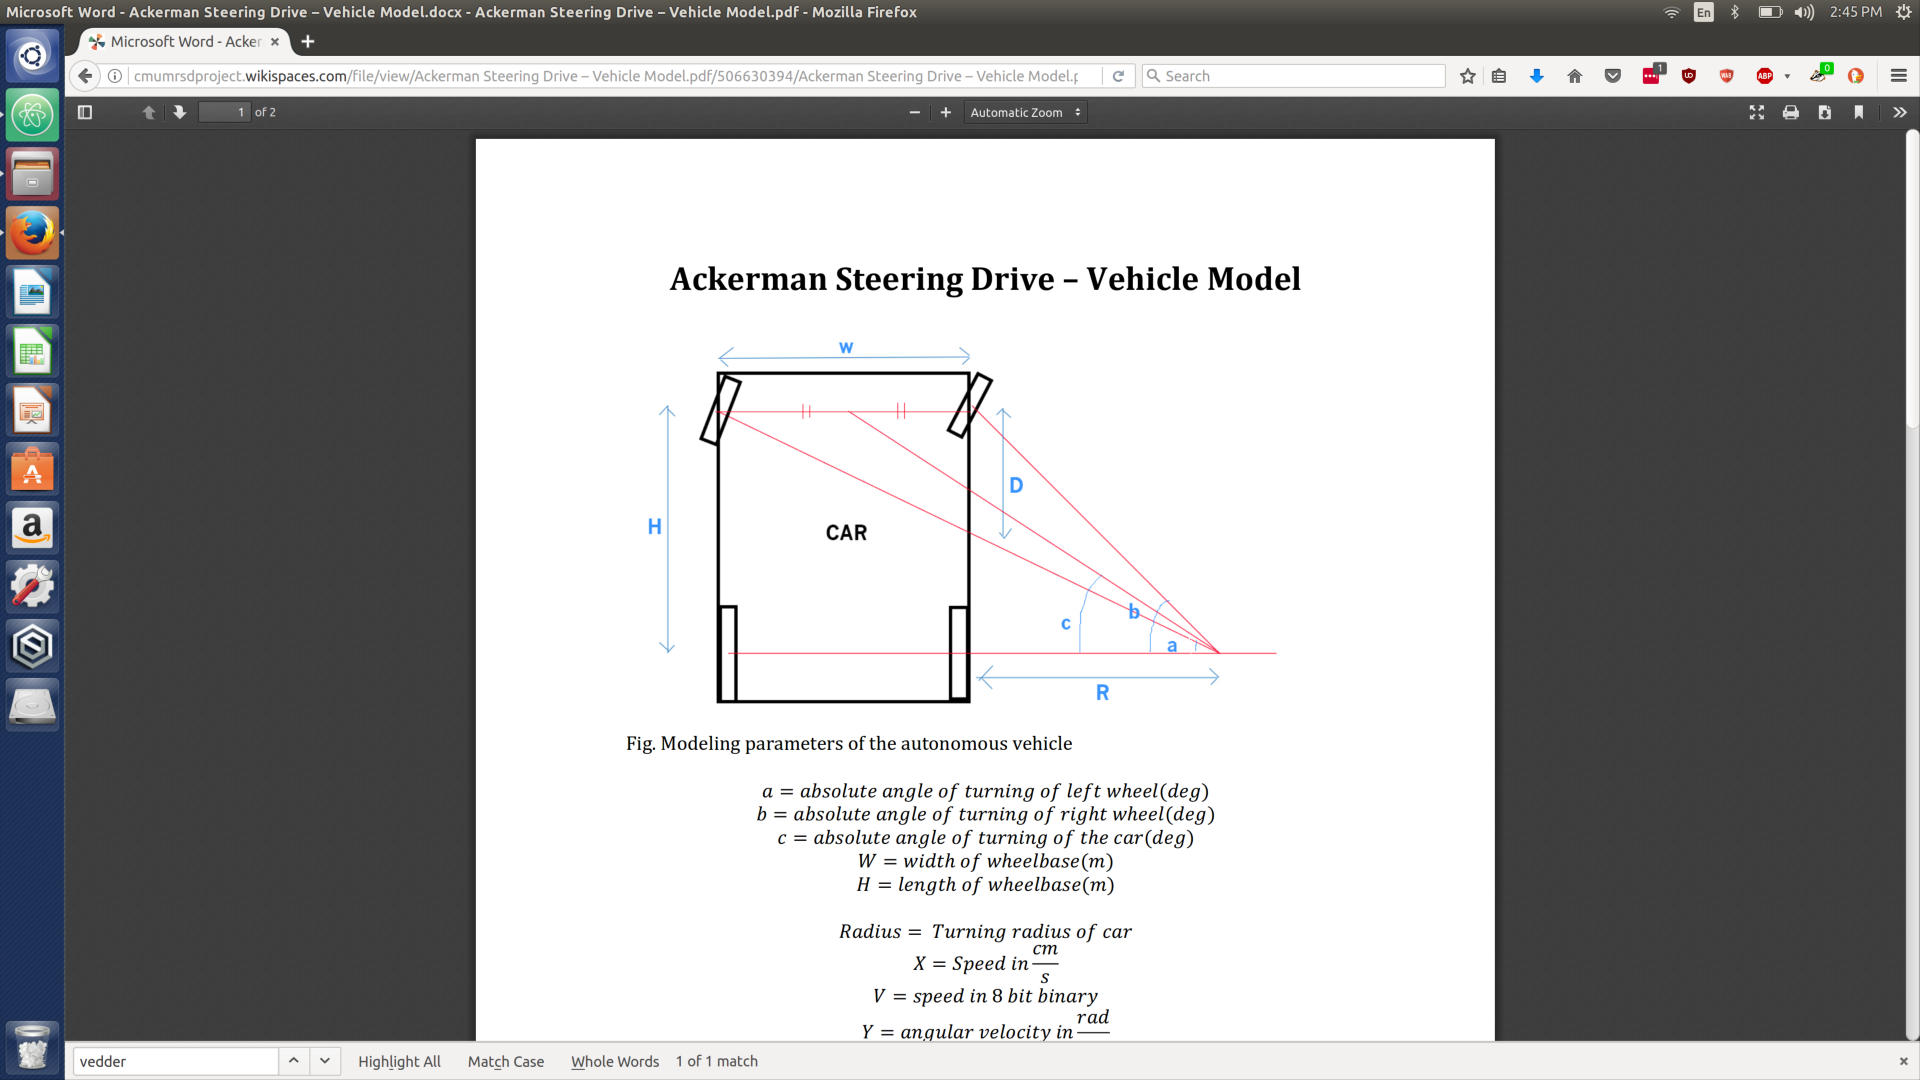 Microsoft Word - Ackerman Steering Drive – Vehicle Model.docx - Ackerman Steering Drive – Vehicle Model.pdf - Mozilla Firefox
En
2:45 PM
Microsoft Word - Acker
cmumrsdproject.wikispaces.com/file/view/Ackerman Steering Drive – Vehicle Model.pdf/506630394/Ackerman Steering Drive – Vehicle Model.p
Search
1
ABP
0
1 of 2
Automatic Zoom
Ackerman Steering Drive – Vehicle Model
W
D
H
CAR
b
c
a
R
Fig. Modeling parameters of the autonomous vehicle
a = absolute angle of turning of left wheel(deg)
b = absolute angle of turning of right wheel(deg)
c = absolute angle of turning of the car(deg)
W = width of wheelbase(m)
H = length of wheelbase(m)
Radius = Turning radius of car
X = Speed in cm/s
V = speed in 8 bit binary
Y = angular velocity in rad
vedder
Highlight All
Match Case
Whole Words
1 of 1 match